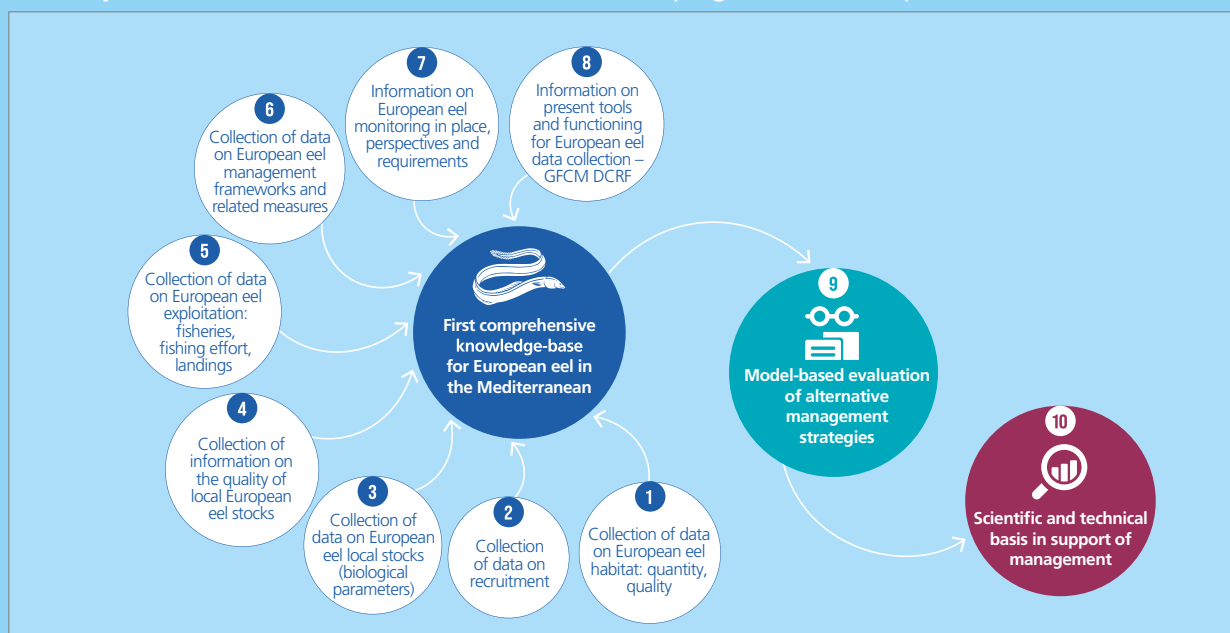 7
Information on
European eel
monitoring in place,
perspectives and
requirements
8
Information on
present tools
and functioning
for European eel
data collection –
GFCM DCRF
6
Collection of data
on European eel
management
frameworks and
related measures
5
Collection of data
on European eel
exploitation:
fisheries,
fishing effort,
landings
First comprehensive
knowledge-base
for European eel in
the Mediterranean
9
Model-based evaluation
of alternative
management
strategies
4
Collection of
information on
the quality of
local European
eel stocks
3
Collection of
data on European
eel local stocks
(biological
parameters)
2
Collection
of data on
recruitment
1
Collection of data
on European eel
habitat: quantity,
quality
10
Scientific and technical
basis in support of
management